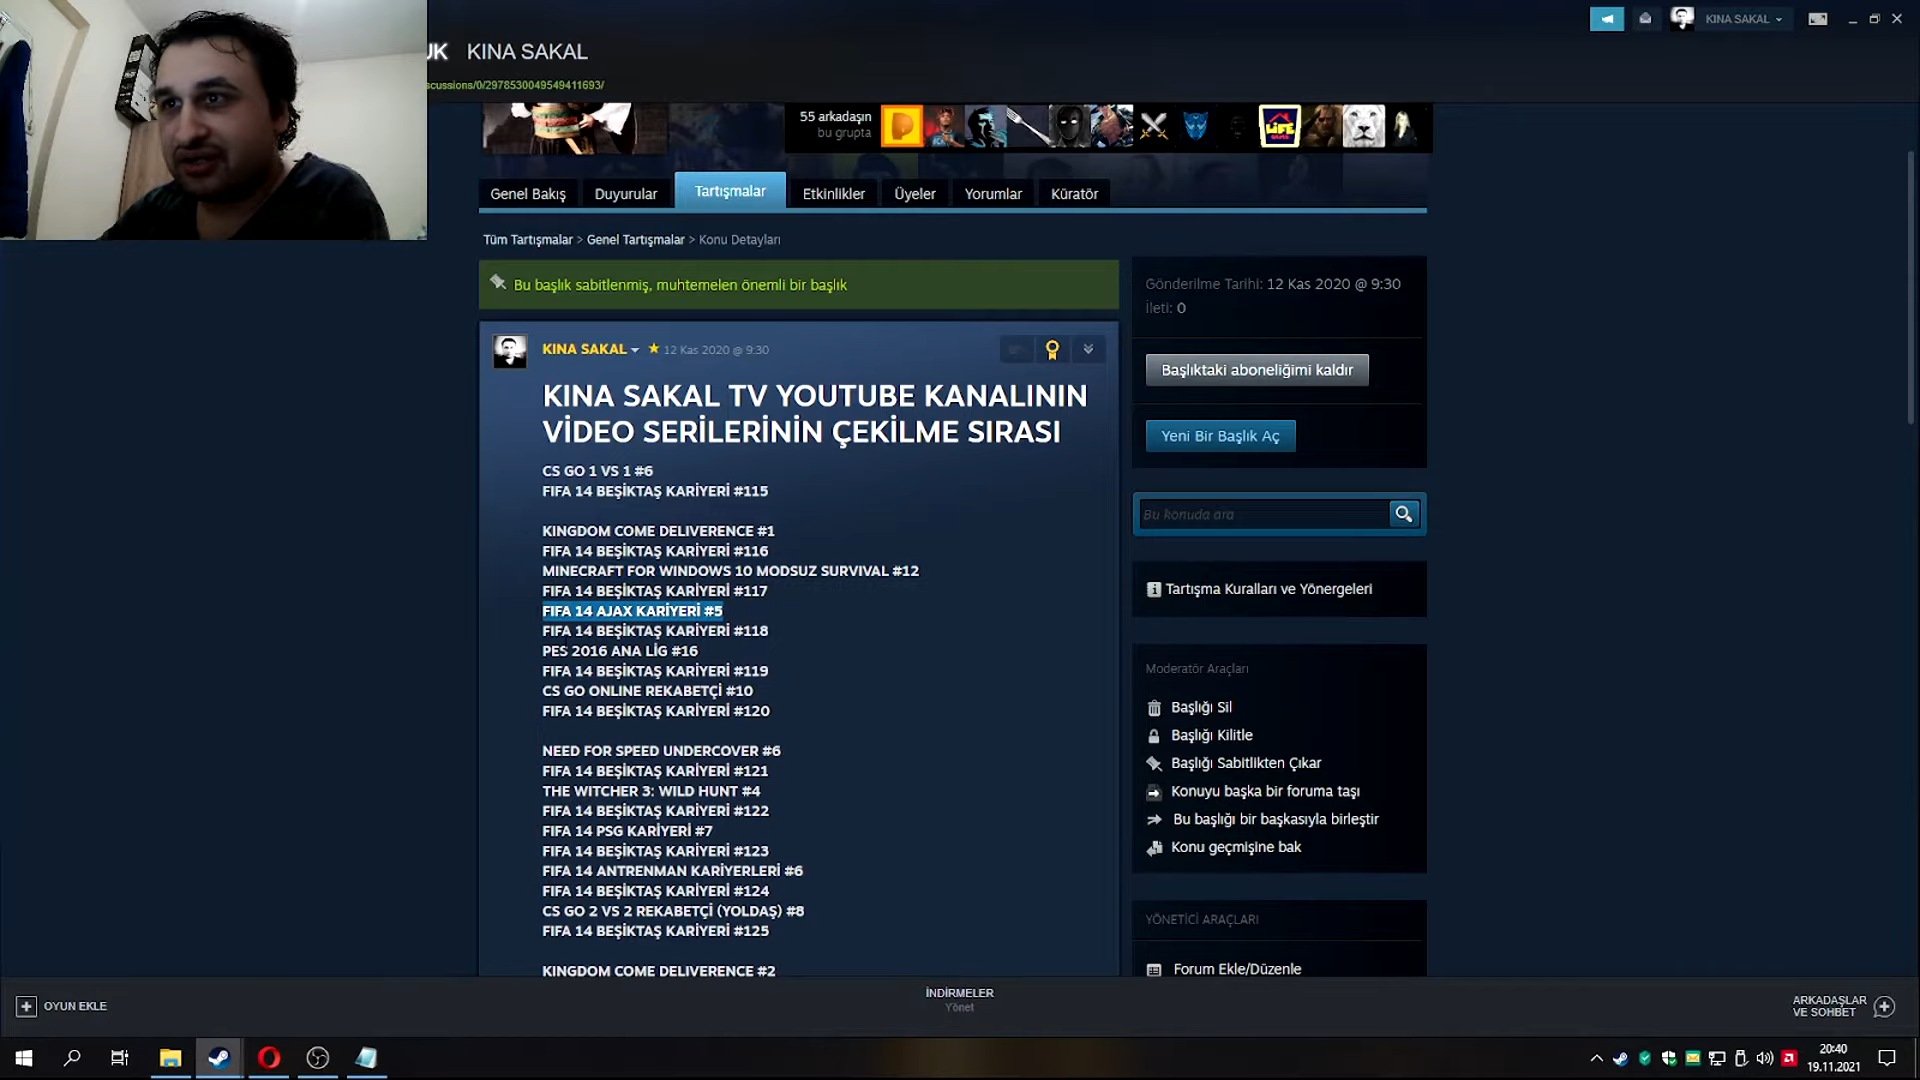 UK KINA SAKAL
scussions/0/2978530049549411693/
KINA SAKAL
55 arkadaşın
bu grupta
LiFE
Genel Bakış
Duyurular
Tartışmalar
Etkinlikler
Üyeler
Yorumlar
Küratör
Tüm Tartışmalar > Genel Tartışmalar > Konu Detayları
Bu başlık sabitlenmiş, muhtemelen önemli bir başlık
KINA SAKAL 12 Kas 2020 @ 9:30
KINA SAKAL TV YOUTUBE KANALININ
VİDEO SERİLERİNİN ÇEKİLME SIRASI
CS GO 1 VS 1 #6
FIFA 14 BEŞİKTAŞ KARİYERİ #115
KINGDOM COME DELIVERENCE #1
FIFA 14 BEŞİKTAŞ KARİYERİ #116
MINECRAFT FOR WINDOWS 10 MODSUZ SURVIVAL #12
FIFA 14 BEŞİKTAŞ KARİYERİ #117
FIFA 14 AJAX KARİYERİ #5
FIFA 14 BEŞİKTAŞ KARİYERİ #118
PES 2016 ANA LİG #16
FIFA 14 BEŞİKTAŞ KARİYERİ #119
CS GO ONLINE REKABETÇİ #10
FIFA 14 BEŞİKTAŞ KARİYERİ #120
NEED FOR SPEED UNDERCOVER #6
FIFA 14 BEŞİKTAŞ KARİYERİ #121
THE WITCHER 3: WILD HUNT #4
FIFA 14 BEŞİKTAŞ KARİYERİ #122
FIFA 14 PSG KARİYERİ #7
FIFA 14 BEŞİKTAŞ KARİYERİ #123
FIFA 14 ANTRENMAN KARİYERLERİ #6
FIFA 14 BEŞİKTAŞ KARİYERİ #124
CS GO 2 VS 2 REKABETÇİ (YOLDAŞ) #8
FIFA 14 BEŞİKTAŞ KARİYERİ #125
KINGDOM COME DELIVERENCE #2
Gönderilme Tarihi: 12 Kas 2020 @ 9:30
İleti: 0
Başlıktaki aboneliğimi kaldır
Yeni Bir Başlık Aç
Bu konuda ara
Tartışma Kuralları ve Yönergeleri
Moderatör Araçları
Başlığı Sil
Başlığı Kilitle
Başlığı Sabitlikten Çıkar
Konuyu başka bir foruma taşı
Bu başlığı bir başkasıyla birleştir
Konu geçmişine bak
YÖNETİCİ ARAÇLARI
Forum Ekle/Düzenle
OYUN EKLE
İNDİRMELER
Yönet
ARKADAŞLAR
VE SOHBET
20:40
19.11.2021